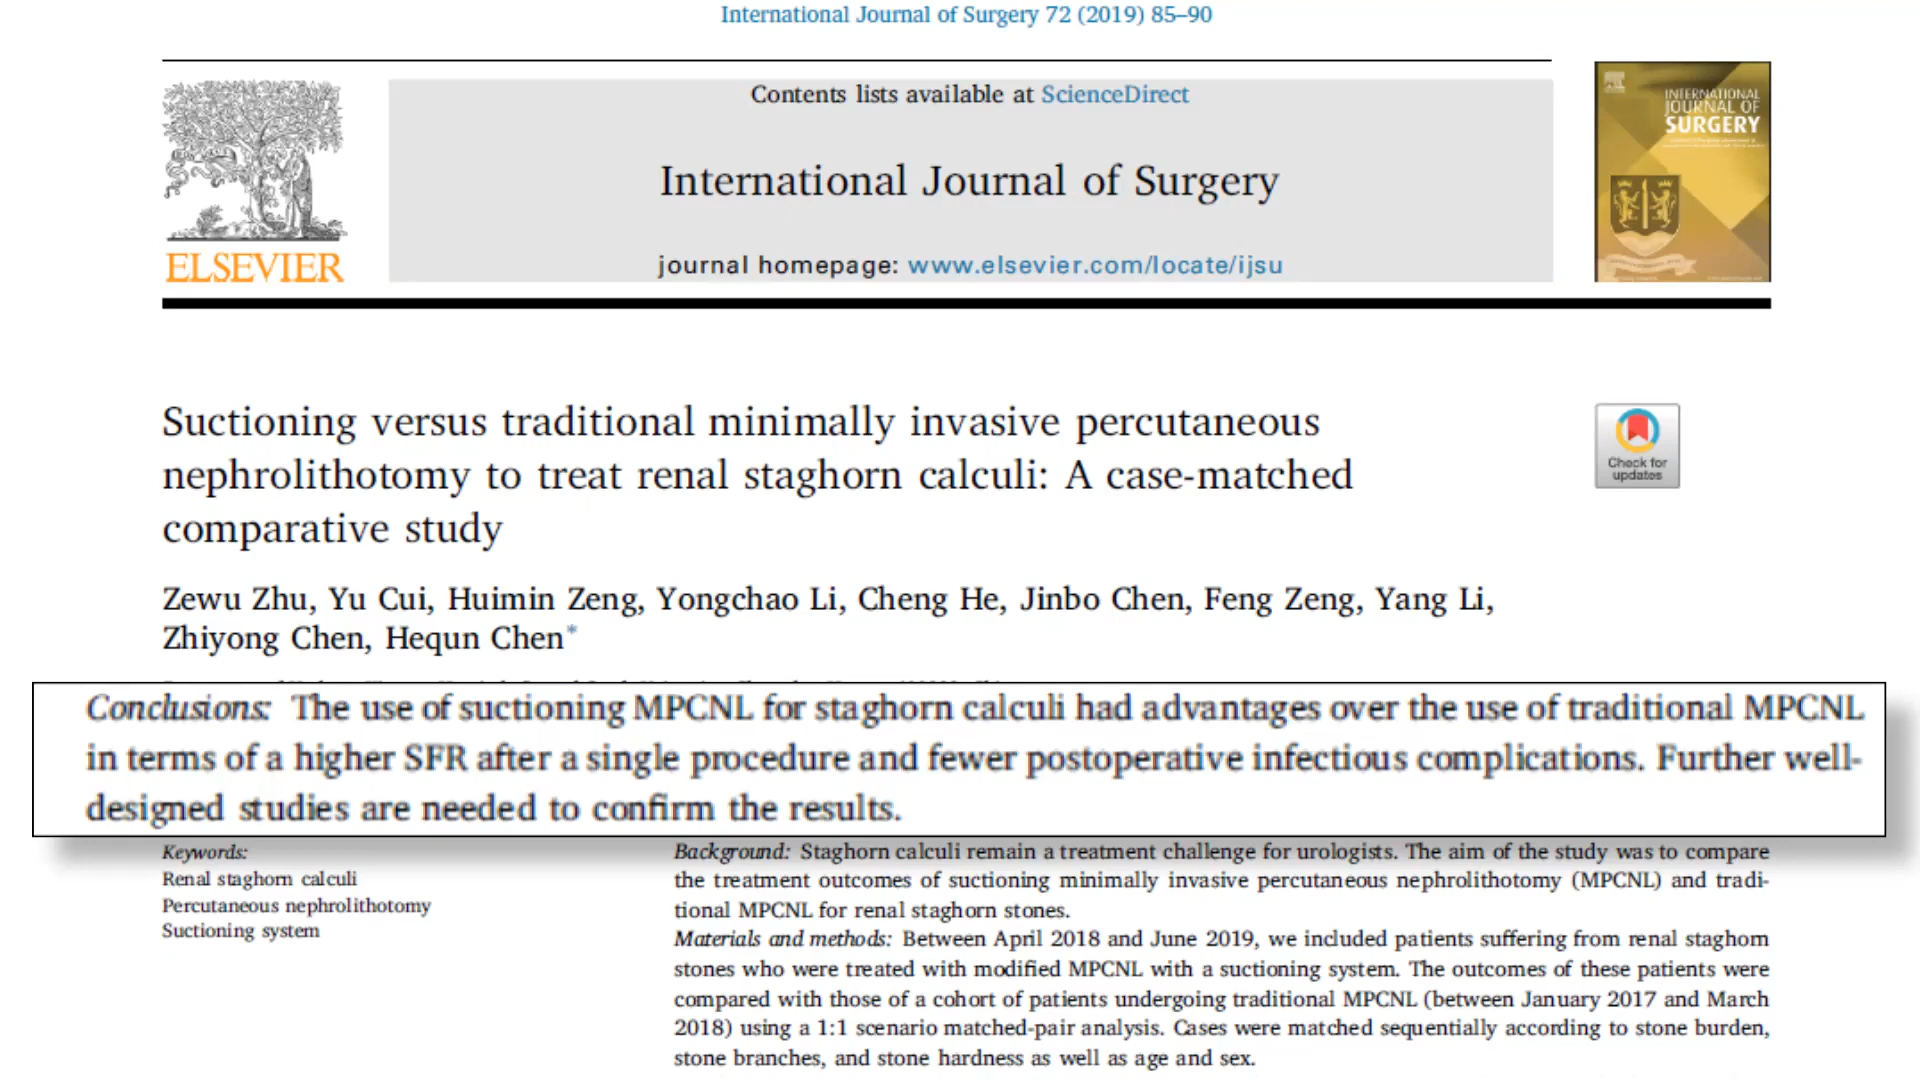 International Journal of Surgery 72 (2019) 85–90
Contents lists available at ScienceDirect
International Journal of Surgery
journal homepage: www.elsevier.com/locate/ijsu
ELSEVIER
INTERNATIONAL
JOURNAL OF
SURGERY
Suctioning versus traditional minimally invasive percutaneous
nephrolithotomy to treat renal staghorn calculi: A case-matched
comparative study
Check for
updates
Zewu Zhu, Yu Cui, Huimin Zeng, Yongchao Li, Cheng He, Jinbo Chen, Feng Zeng, Yang Li,
Zhiyong Chen, Hequn Chen*
Conclusions: The use of suctioning MPCNL for staghorn calculi had advantages over the use of traditional MPCNL
in terms of a higher SFR after a single procedure and fewer postoperative infectious complications. Further well-
designed studies are needed to confirm the results.
Keywords:
Renal staghorn calculi
Percutaneous nephrolithotomy
Suctioning system
Background: Staghorn calculi remain a treatment challenge for urologists. The aim of the study was to compare
the treatment outcomes of suctioning minimally invasive percutaneous nephrolithotomy (MPCNL) and tradi-
tional MPCNL for renal staghorn stones.
Materials and methods: Between April 2018 and June 2019, we included patients suffering from renal staghorn
stones who were treated with modified MPCNL with a suctioning system. The outcomes of these patients were
compared with those of a cohort of patients undergoing traditional MPCNL (between January 2017 and March
2018) using a 1:1 scenario matched-pair analysis. Cases were matched sequentially according to stone burden,
stone branches, and stone hardness as well as age and sex.